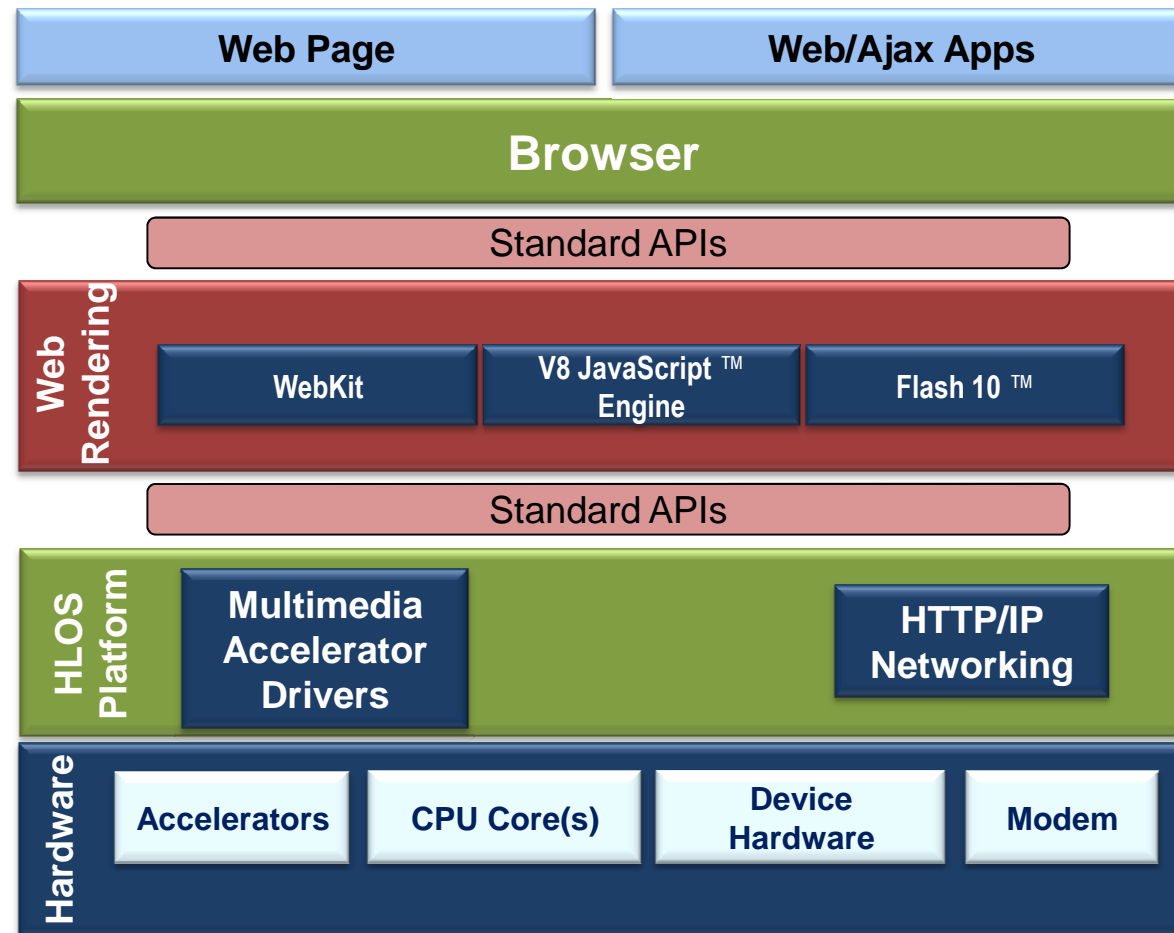 Web Page
Web/Ajax Apps
Browser
Standard APIs
Web
Rendering
WebKit
V8 JavaScript ™
Engine
Flash 10 ™
Standard APIs
HLOS
Platform
Multimedia
Accelerator
Drivers
HTTP/IP
Networking
Hardware
Accelerators
CPU Core(s)
Device
Hardware
Modem